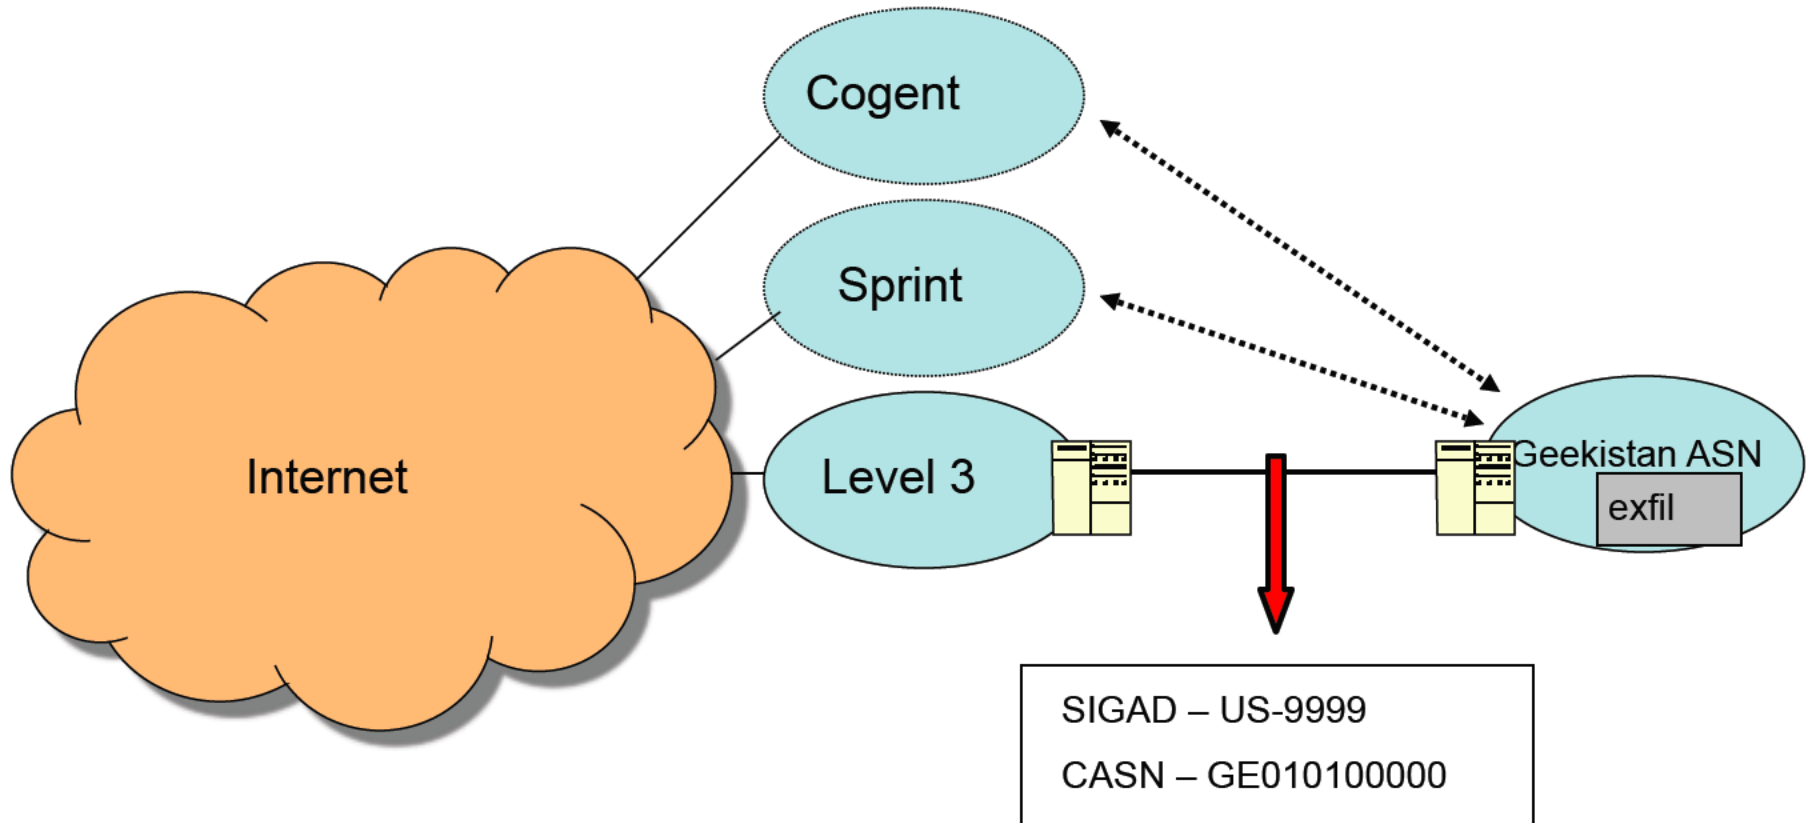 Cogent
Sprint
Internet
Level 3
Geekistan ASN
exfil
SIGAD – US-9999
CASN – GE010100000